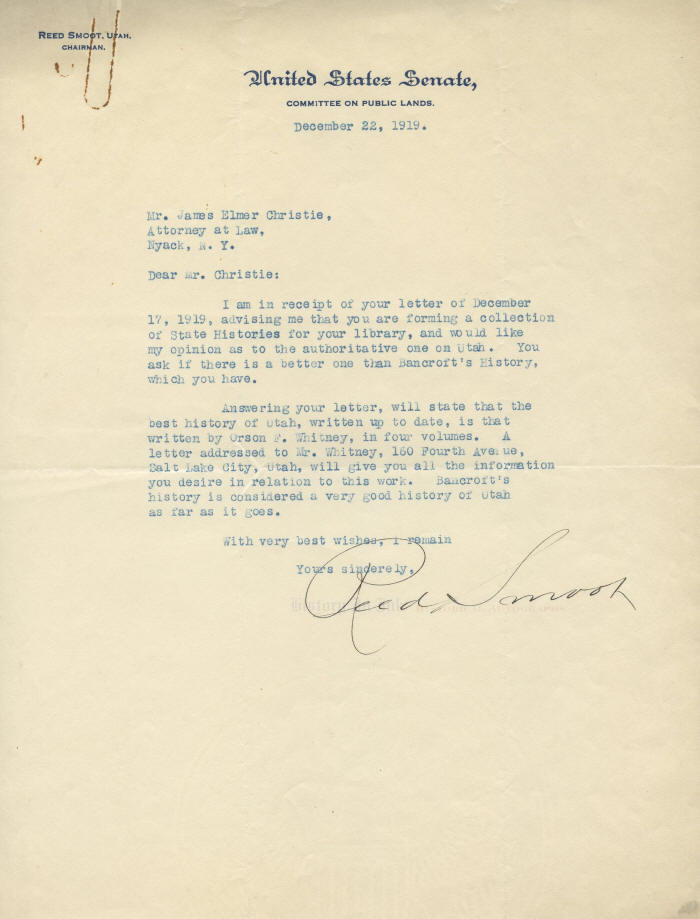 REED SMOOT, UTAH,
CHAIRMAN.
United States Senate,
COMMITTEE ON PUBLIC LANDS.
December 22, 1919.
Mr. James Elmer Christie,
Attorney at Law,
Nyack, N. Y.
Dear Mr. Christie:
I am in receipt of your letter of December
17, 1919, advising me that you are forming a collection
of State Histories for your library, and would like
my opinion as to the authoritative one on Utah. You
ask if there is a better one than Bancroft's History,
which you have.
Answering your letter, will state that the
best history of Utah, written up to date, is that
written by Orson F. Whitney, in four volumes. A
letter addressed to Mr. Whitney, 160 Fourth Avenue,
Salt Lake City, Utah, will give you all the information
you desire in relation to this work. Bancroft's
history is considered a very good history of Utah
as far as it goes.
With very best wishes, I remain
Yours sincerely,
Reed Smoot
History